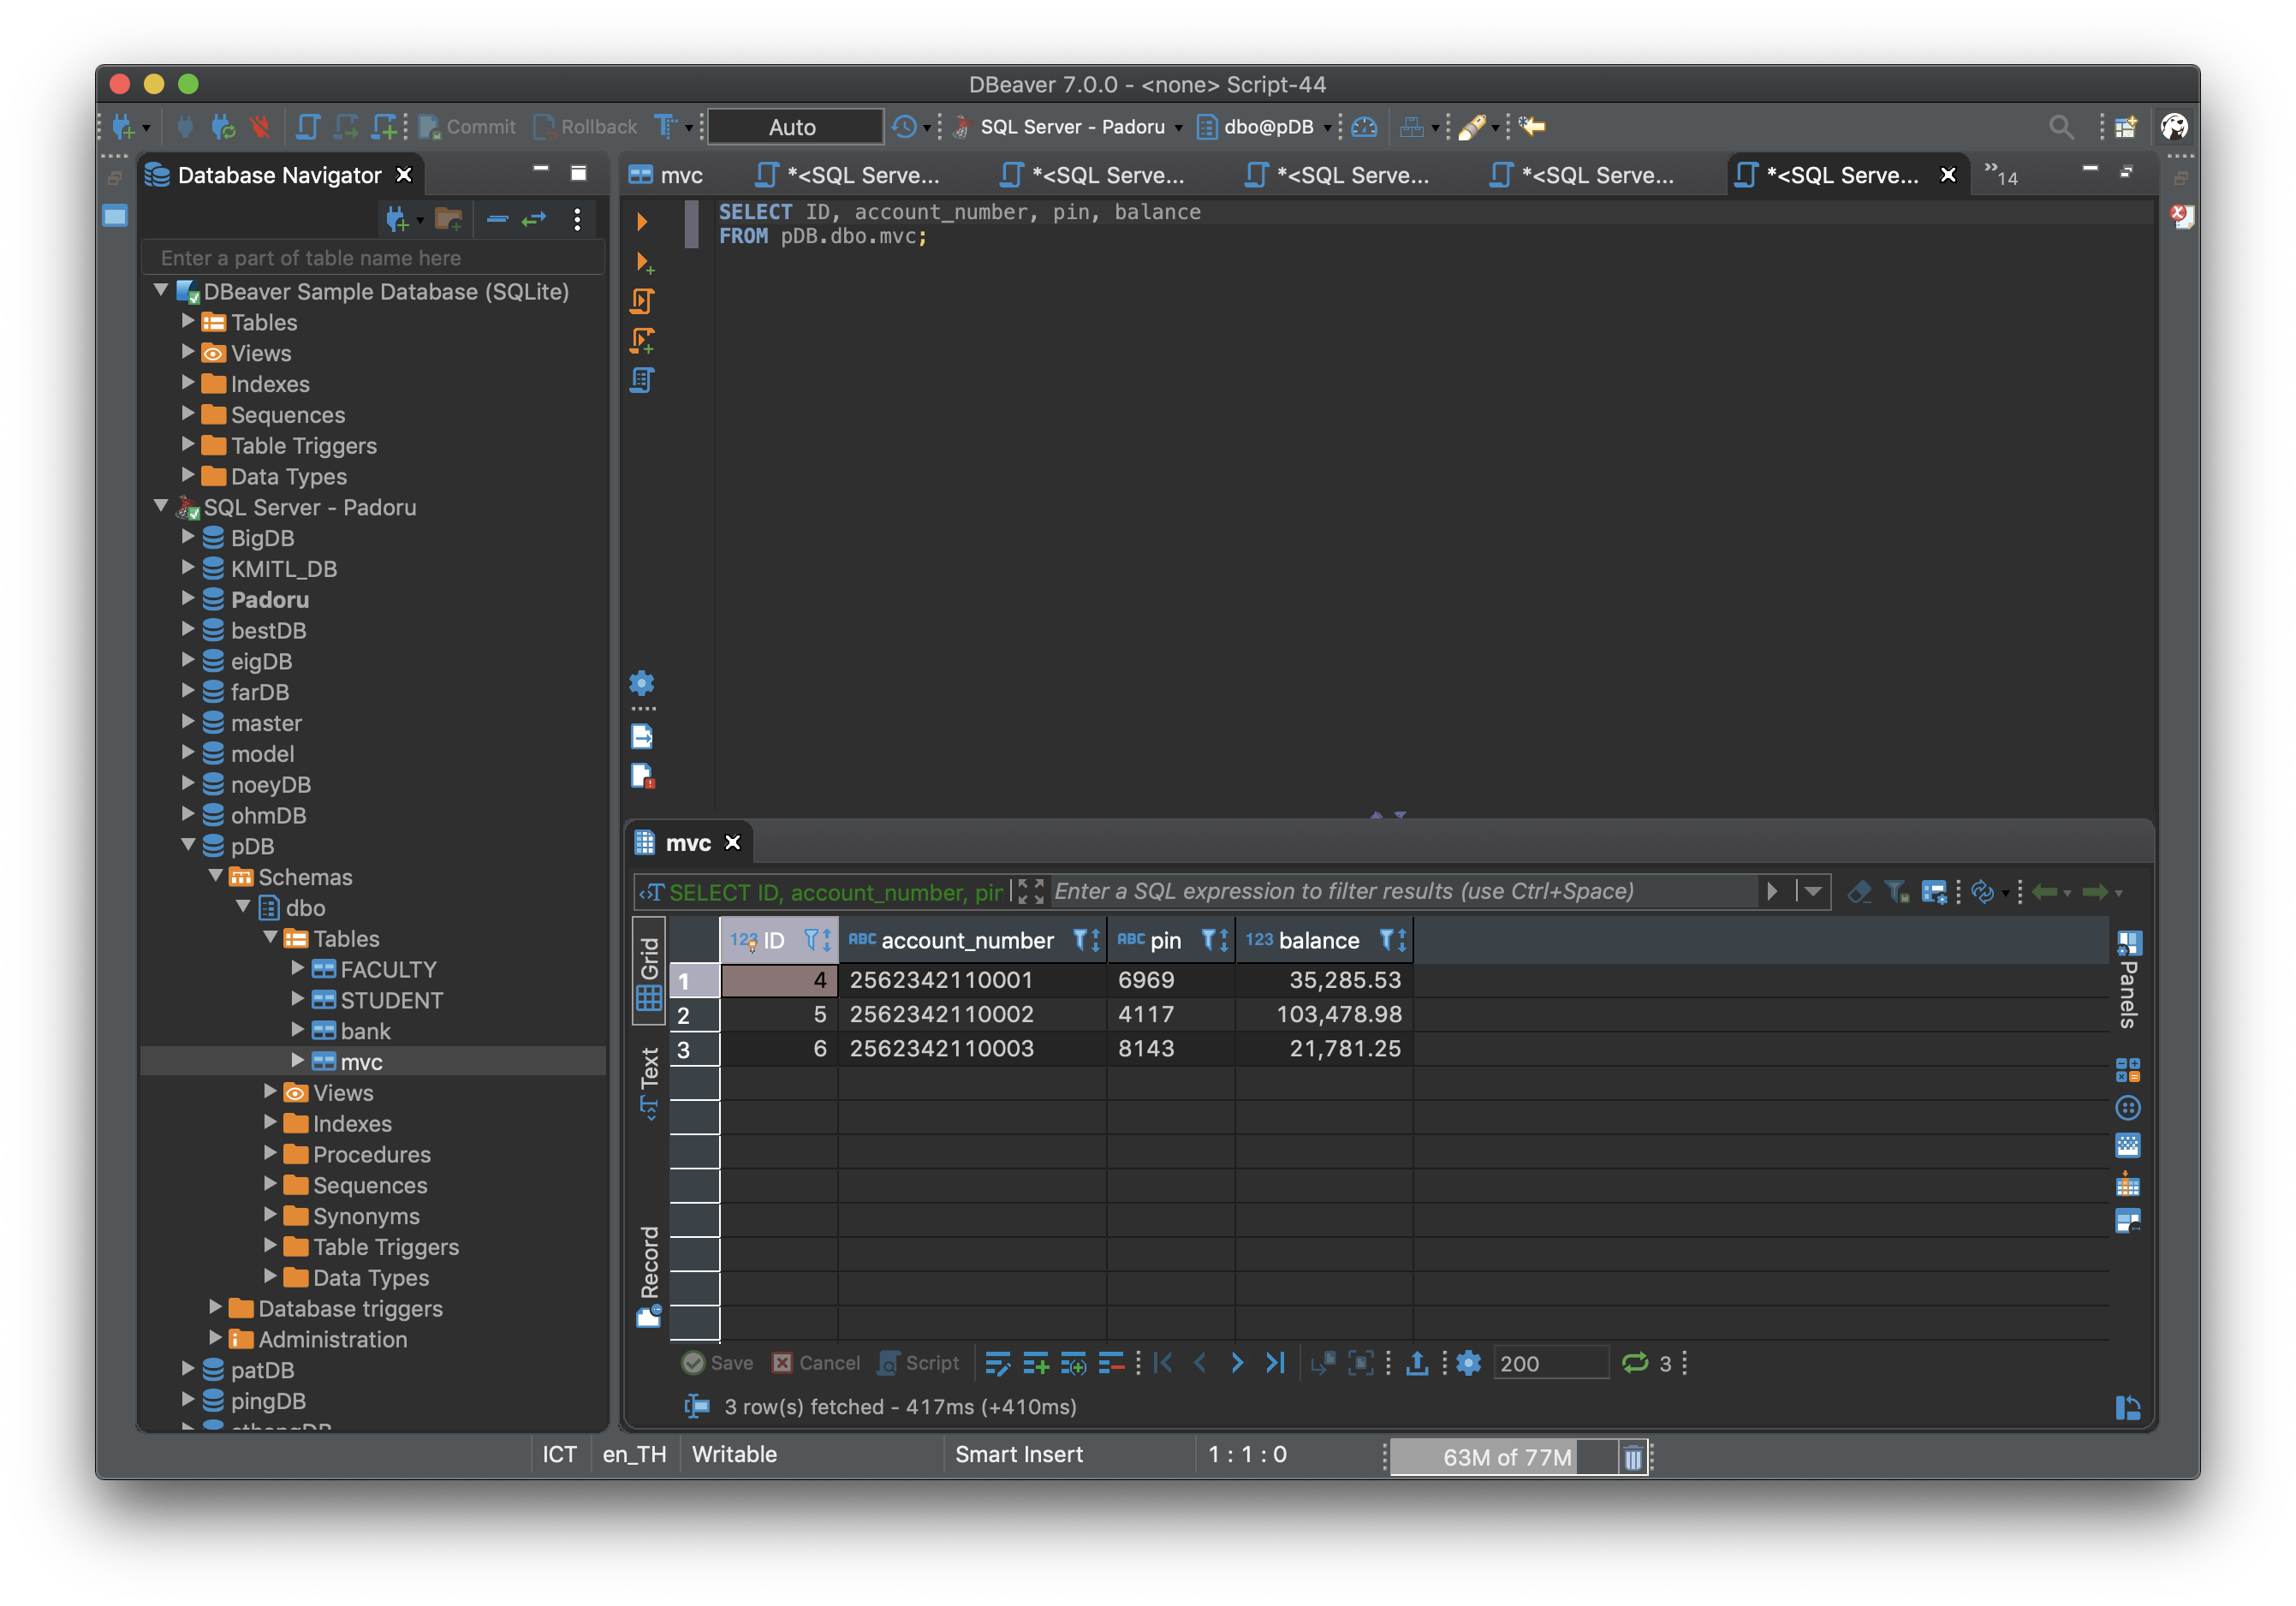 DBeaver 7.0.0 - <none> Script-44
Commit Rollback Auto SQL Server - Padoru dbo@pDB
Database Navigator
Enter a part of table name here
DBeaver Sample Database (SQLite)
Tables
Views
Indexes
Sequences
Table Triggers
Data Types
SQL Server - Padoru
BigDB
KMITL_DB
Padoru
bestDB
eigDB
farDB
master
model
noeyDB
ohmDB
pDB
Schemas
dbo
Tables
FACULTY
STUDENT
bank
mvc
Views
Indexes
Procedures
Sequences
Synonyms
Table Triggers
Data Types
Database triggers
Administration
patDB
pingDB
mvc *<SQL Serve... *<SQL Serve... *<SQL Serve... *<SQL Serve... *<SQL Serve... »14
SELECT ID, account_number, pin, balance
FROM pDB.dbo.mvc;
mvc
SELECT ID, account_number, pir Enter a SQL expression to filter results (use Ctrl+Space)
Grid
Text
Record
123 ID ABC account_number ABC pin 123 balance
1 4 2562342110001 6969 35,285.53
2 5 2562342110002 4117 103,478.98
3 6 2562342110003 8143 21,781.25
Panels
Save Cancel Script 200 3
3 row(s) fetched - 417ms (+410ms)
ICT en_TH Writable Smart Insert 1 : 1 : 0 63M of 77M